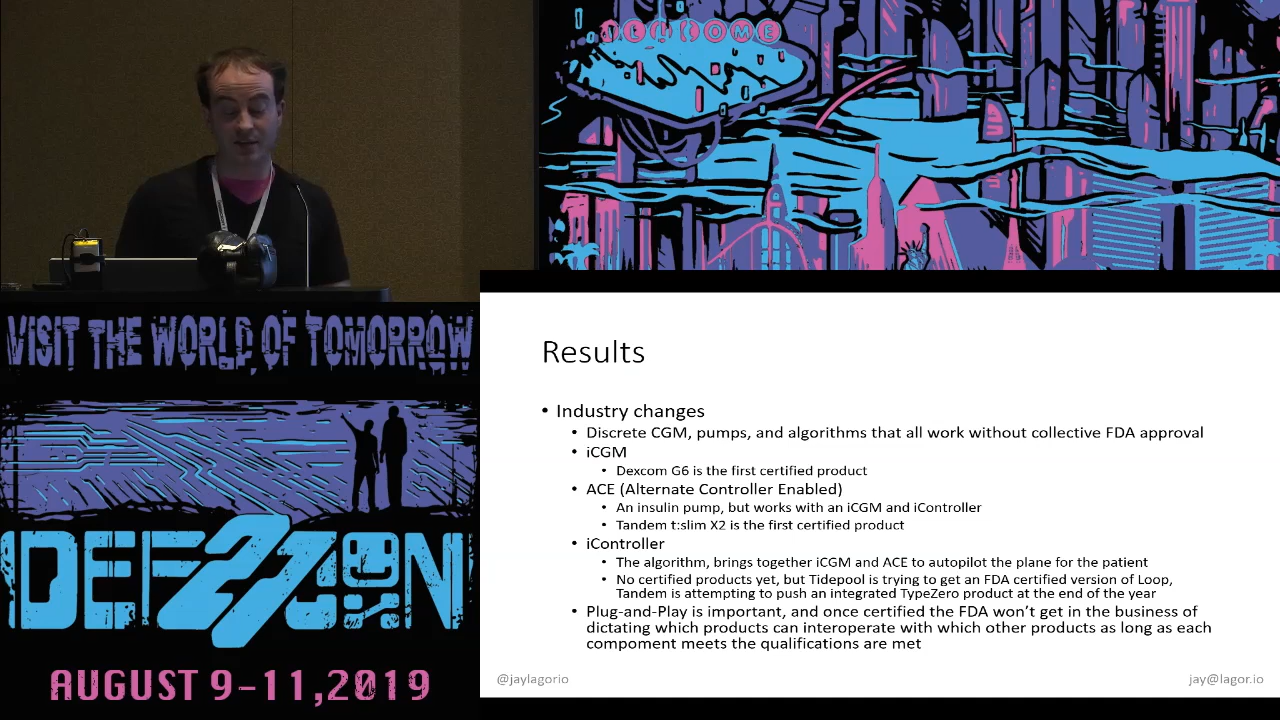 WELCOME
VISIT THE WORLD OF TOMORROW
DEFCON
27
AUGUST 9-11,2019
Results
• Industry changes
• Discrete CGM, pumps, and algorithms that all work without collective FDA approval
• iCGM
• Dexcom G6 is the first certified product
• ACE (Alternate Controller Enabled)
• An insulin pump, but works with an iCGM and iController
• Tandem t:slim X2 is the first certified product
• iController
• The algorithm, brings together iCGM and ACE to autopilot the plane for the patient
• No certified products yet, but Tidepool is trying to get an FDA certified version of Loop,
Tandem is attempting to push an integrated TypeZero product at the end of the year
• Plug-and-Play is important, and once certified the FDA won’t get in the business of
dictating which products can interoperate with which other products as long as each
compoment meets the qualifications are met
@jaylagorio
jay@lagor.io